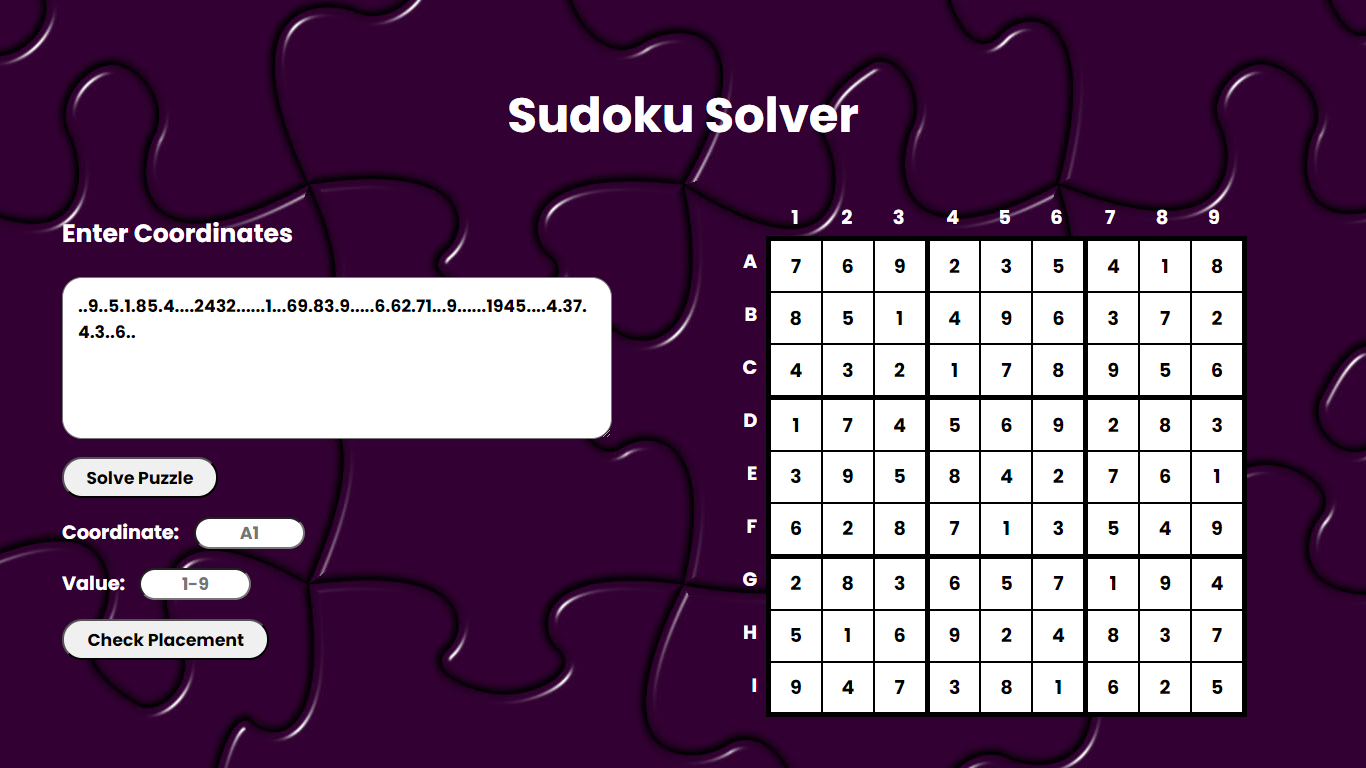 Sudoku Solver
Enter Coordinates
..9..5.1.85.4....2432......1...69.83.9.....6.62.71...9......1945....4.37.
4.3..6..
Solve Puzzle
Coordinate: A1
Value: 1-9
Check Placement
1 2 3 4 5 6 7 8 9
A 7 6 9 2 3 5 4 1 8
B 8 5 1 4 9 6 3 7 2
C 4 3 2 1 7 8 9 5 6
D 1 7 4 5 6 9 2 8 3
E 3 9 5 8 4 2 7 6 1
F 6 2 8 7 1 3 5 4 9
G 2 8 3 6 5 7 1 9 4
H 5 1 6 9 2 4 8 3 7
I 9 4 7 3 8 1 6 2 5